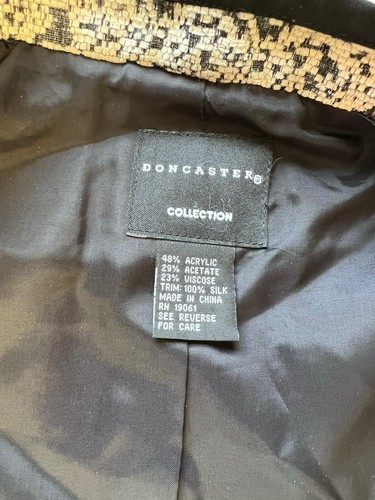 DONCASTER®
COLLECTION
48% ACRYLIC
29% ACETATE
23% VISCOSE
TRIM: 100% SILK
MADE IN CHINA
RN 19061
SEE REVERSE
FOR CARE